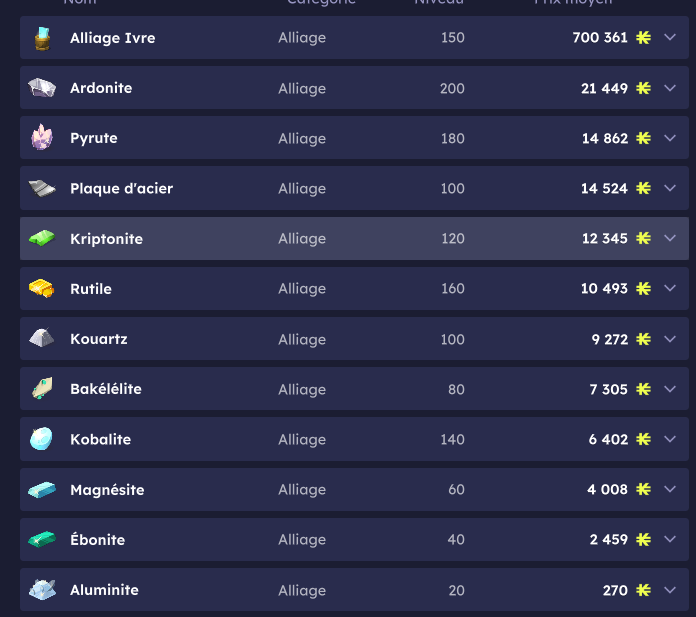 Nom Catégorie Niveau Prix moyen
Alliage Ivre Alliage 150 700 361
Ardonite Alliage 200 21 449
Pyrute Alliage 180 14 862
Plaque d'acier Alliage 100 14 524
Kriptonite Alliage 120 12 345
Rutile Alliage 160 10 493
Kouartz Alliage 100 9 272
Bakélélite Alliage 80 7 305
Kobalite Alliage 140 6 402
Magnésite Alliage 60 4 008
Ébonite Alliage 40 2 459
Aluminite Alliage 20 270